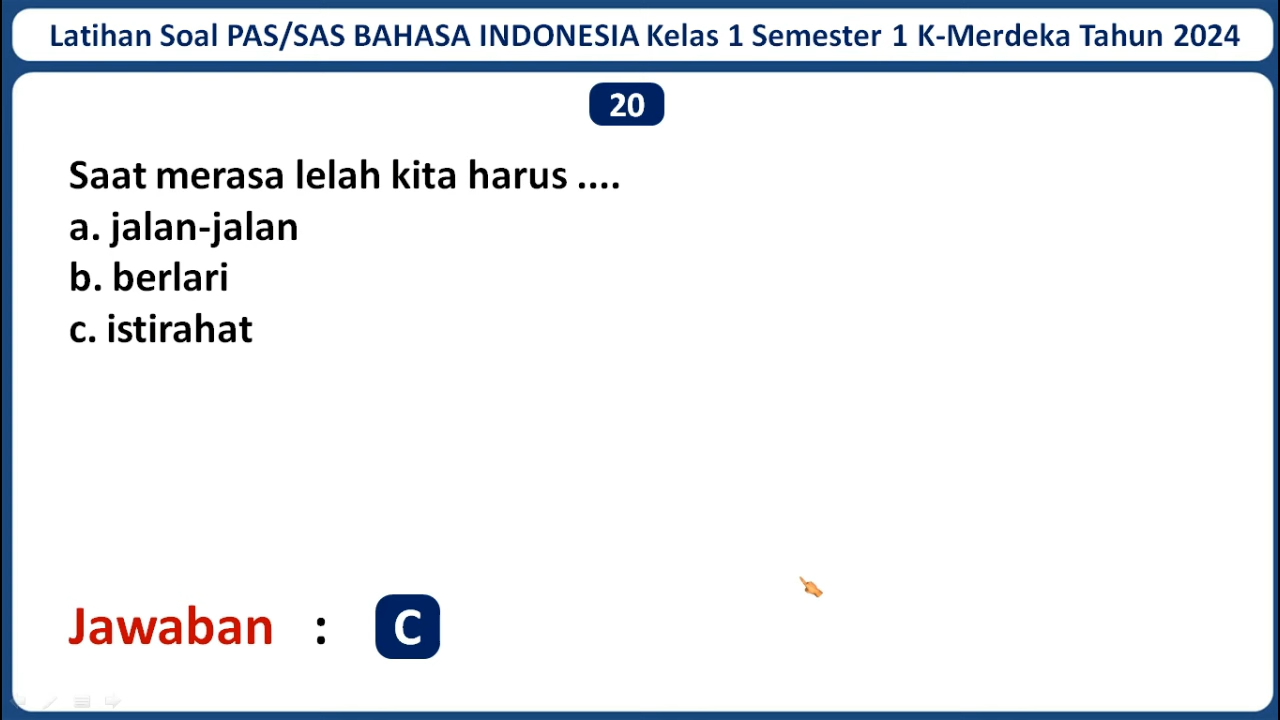 Latihan Soal PAS/SAS BAHASA INDONESIA Kelas 1 Semester 1 K-Merdeka Tahun 2024
20
Saat merasa lelah kita harus ....
a. jalan-jalan
b. berlari
c. istirahat
Jawaban : C